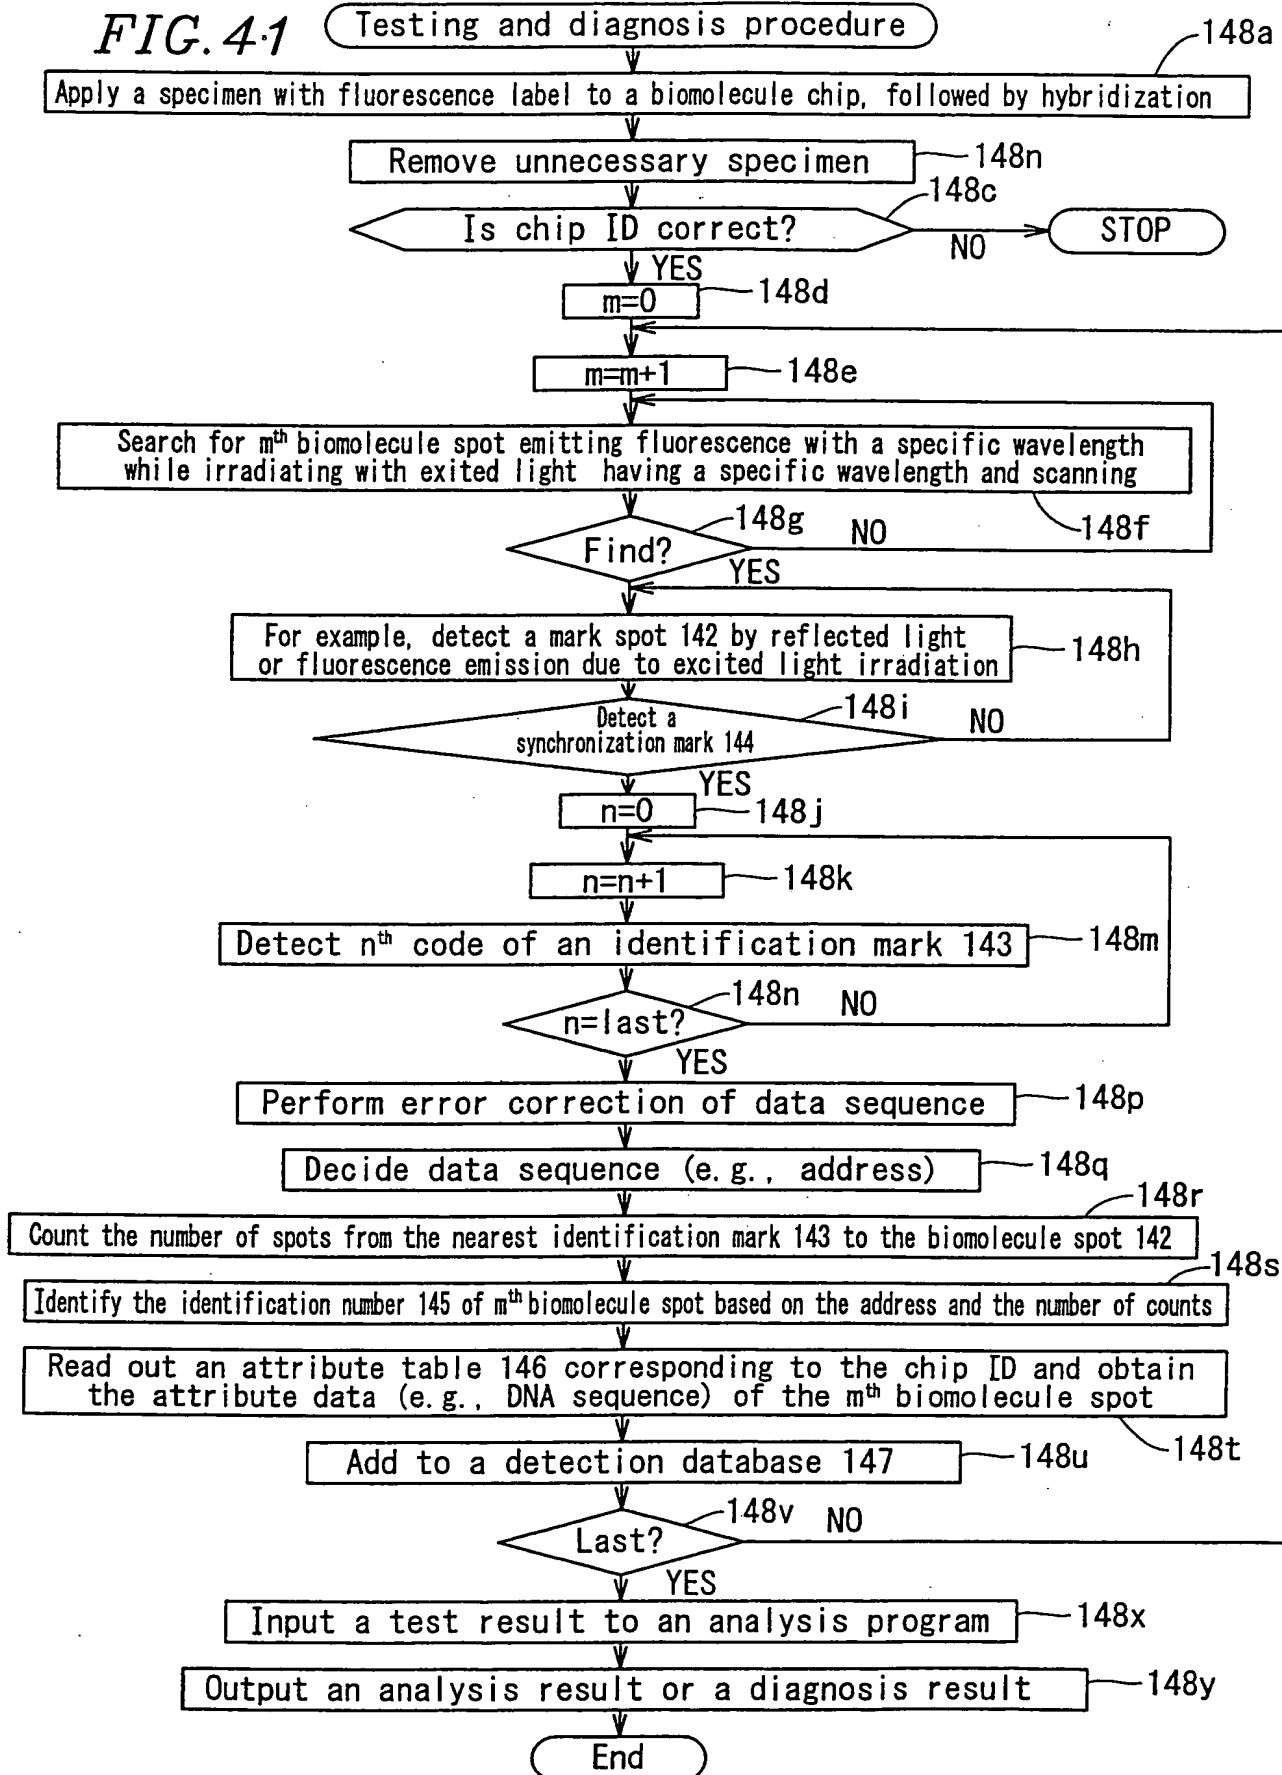 FIG. 41
Testing and diagnosis procedure
148a
Apply a specimen with fluorescence label to a biomolecule chip, followed by hybridization
Remove unnecessary specimen
148n
148c
Is chip ID correct?
NO
STOP
YES
m=0
148d
m=m+1
148e
Search for mth biomolecule spot emitting fluorescence with a specific wavelength
while irradiating with exited light having a specific wavelength and scanning
148f
148g
Find?
NO
YES
For example, detect a mark spot 142 by reflected light
or fluorescence emission due to excited light irradiation
148h
148i
Detect a
synchronization mark 144
NO
YES
n=0
148j
n=n+1
148k
Detect nth code of an identification mark 143
148m
148n
n=last?
NO
YES
Perform error correction of data sequence
148p
Decide data sequence (e.g., address)
148q
148r
Count the number of spots from the nearest identification mark 143 to the biomolecule spot 142
148s
Identify the identification number 145 of mth biomolecule spot based on the address and the number of counts
Read out an attribute table 146 corresponding to the chip ID and obtain
the attribute data (e.g., DNA sequence) of the mth biomolecule spot
148t
Add to a detection database 147
148u
148v
Last?
NO
YES
Input a test result to an analysis program
148x
Output an analysis result or a diagnosis result
148y
End